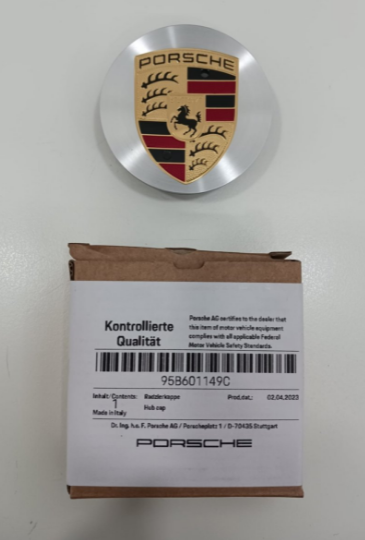 PORSCHE
Kontrollierte
Qualität
Porsche AG certifies to the dealer that
this item of motor vehicle equipment
complies with all applicable Federal
Motor Vehicle Safety Standards.
95B601149C
Inhalt/Contents: Radzierkappe Prod.dat.: 02.04.2023
1 Hub cap
Made in Italy
Dr. Ing. h.c. F. Porsche AG / Porscheplatz 1 / D-70435 Stuttgart
PORSCHE